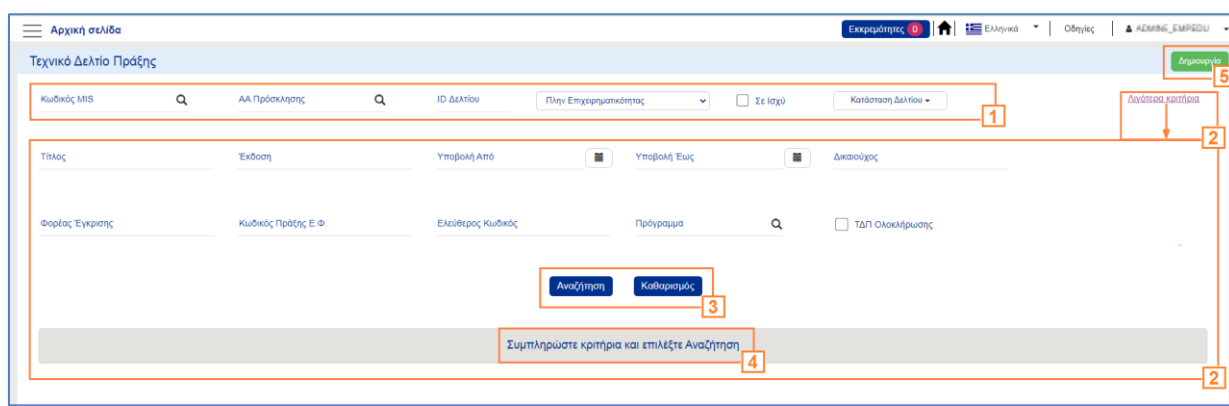 Αρχική σελίδα Εκκρεμότητες 0 Ελληνικά Οδηγίες ADMINE_EMPEDU
Τεχνικό Δελτίο Πράξης Δημιουργία
5
Κωδικός MIS ΑΑ Πρόσκλησης ID Δελτίου Πλην Επιχειρηματικότητας Σε Ισχύ Κατάσταση Δελτίου Λιγότερα κριτήρια
1
2
Τίτλος Έκδοση Υποβολή Από Υποβολή Έως Δικαιούχος
Φορέας Έγκρισης Κωδικός Πράξης Ε.Φ. Ελεύθερος Κωδικός Πρόγραμμα ΤΔΠ Ολοκλήρωσης
Αναζήτηση Καθαρισμός
3
Συμπληρώστε κριτήρια και επιλέξτε Αναζήτηση
4
2